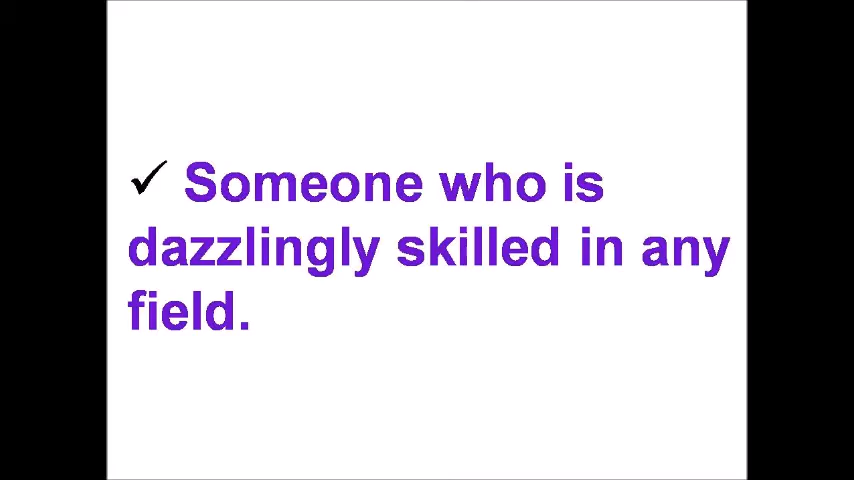 ✓ Someone who is
dazzlingly skilled in any
field.